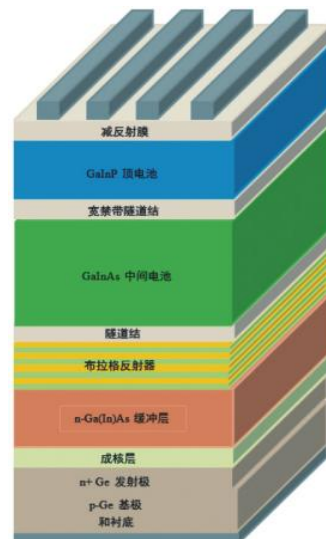 减反射膜
GaInP 顶电池
宽禁带隧道结
GaInAs 中间电池
隧道结
布拉格反射器
n-Ga(In)As 缓冲层
成核层
n+ Ge 发射极
p-Ge 基极
和衬底